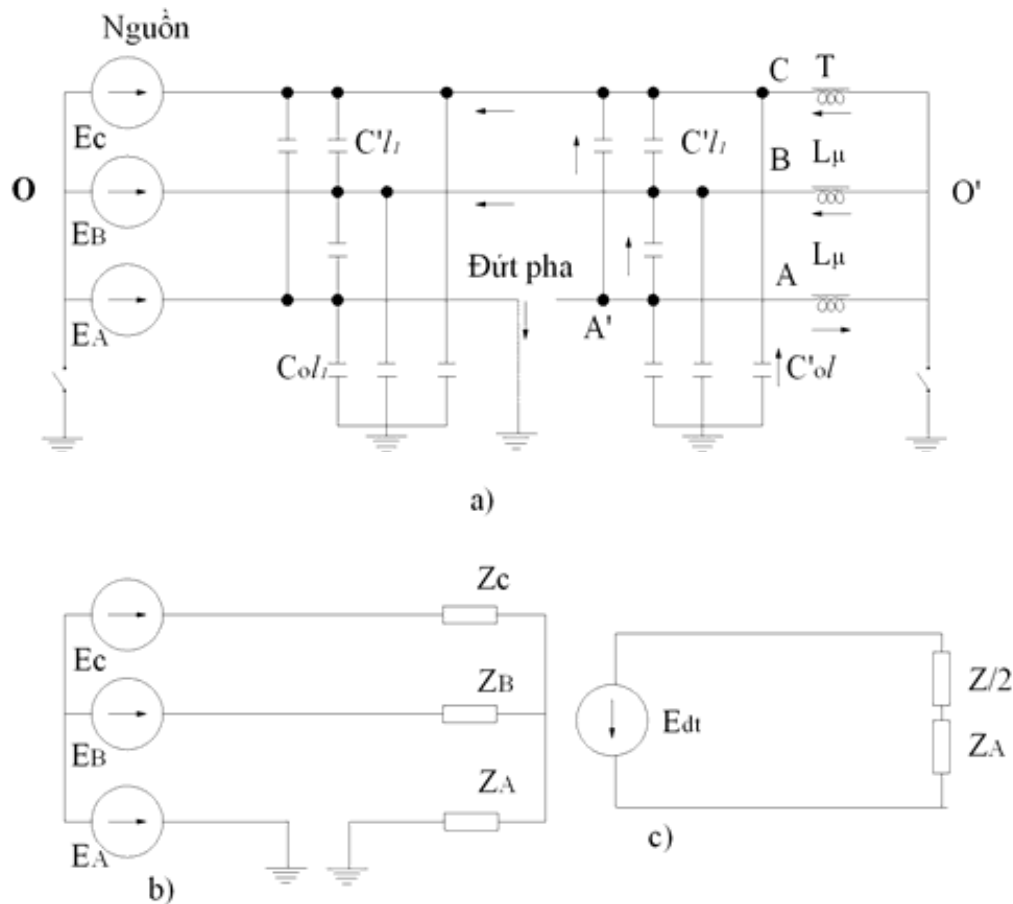 Nguồn
C T
Ec
C'l1 C'l1
B Lμ
O O'
EB
Lμ
Đứt pha A
EA A'
Col1 C'ol
a)
Zc
Ec
ZB Z/2
EB Edt
ZA ZA
EA
b) c)